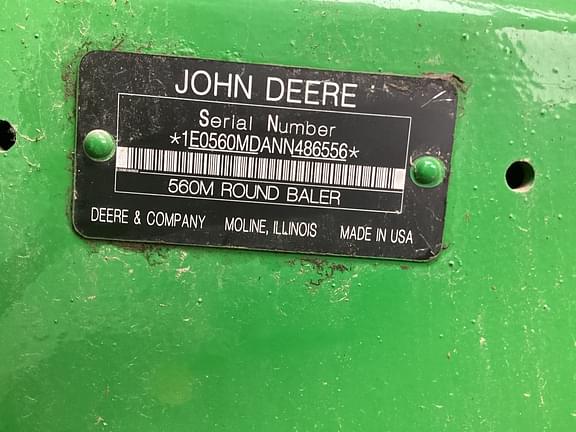 JOHN DEERE
Serial Number
*1E0560MDANN486556*
560M ROUND BALER
DEERE & COMPANY MOLINE, ILLINOIS MADE IN USA